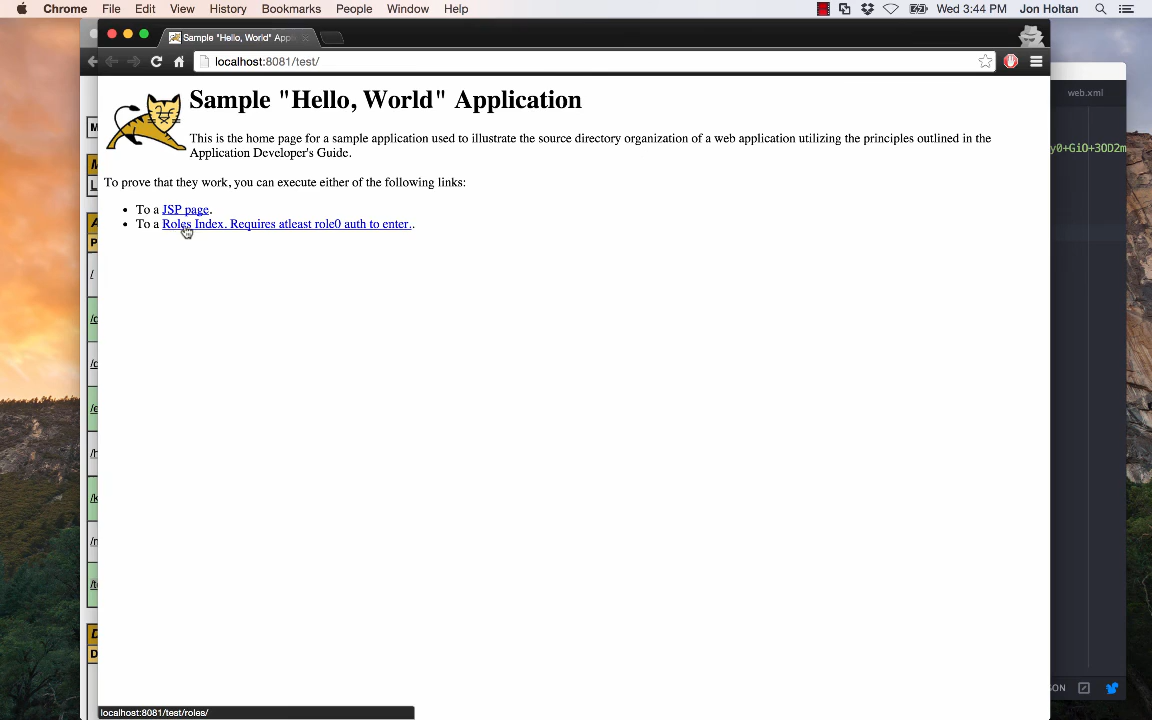 Chrome File Edit View History Bookmarks People Window Help Wed 3:44 PM Jon Holtan
Sample "Hello, World" App
localhost:8081/test/
web.xml
Sample "Hello, World" Application
This is the home page for a sample application used to illustrate the source directory organization of a web application utilizing the principles outlined in the
Application Developer's Guide.
To prove that they work, you can execute either of the following links:
• To a JSP page.
• To a Roles Index. Requires atleast role0 auth to enter..
y0+GiO+3OD2m
M
M
L
A
P
/
D
D
ON
localhost:8081/test/roles/